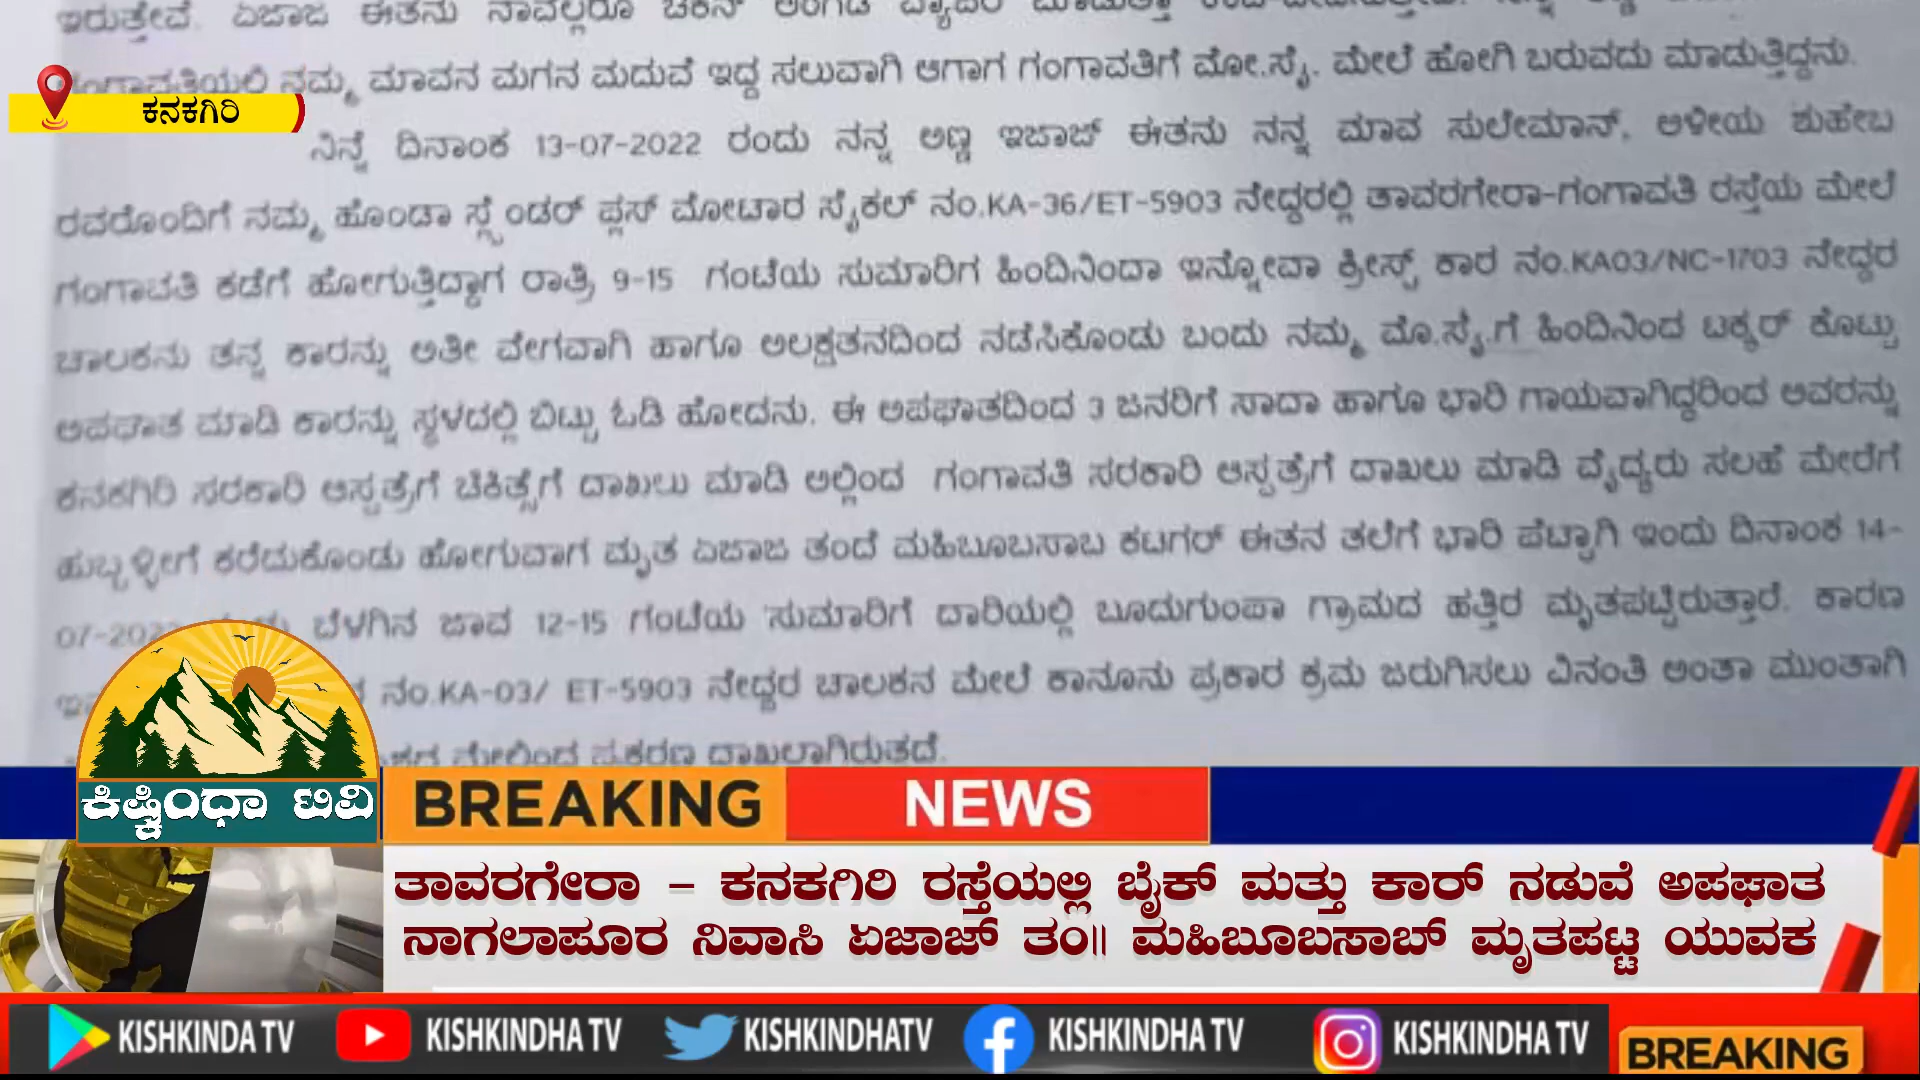 ಇರುತ್ತೇವೆ. ಏಜಾಜ ಈತನು ನಾವೆಲ್ಲರೂ ಚಿಕನ್ ಅಂಗಡಿ ವ್ಯಾಪಾರ
ಗಂಗಾವತಿಯಲ್ಲಿ ನಮ್ಮ ಮಾವನ ಮಗನ ಮದುವೆ ಇದ್ದ ಸಲುವಾಗಿ ಆಗಾಗ ಗಂಗಾವತಿಗೆ ಮೋ.ಸೈ. ಮೇಲೆ ಹೋಗಿ ಬರುವದು ಮಾಡುತ್ತಿದ್ದನು.
ಕನಕಗಿರಿ
ನಿನ್ನೆ ದಿನಾಂಕ 13-07-2022 ರಂದು ನನ್ನ ಅಣ್ಣ ಇಜಾಜ್ ಈತನು ನನ್ನ ಮಾವ ಸುಲೇಮಾನ್, ಅಳೀಯ ಶುಹೇಬ
ರವರೊಂದಿಗೆ ನಮ್ಮ ಹೊಂಡಾ ಸ್ಪ್ಲೆಂಡರ್ ಪ್ಲಸ್ ಮೋಟಾರ ಸೈಕಲ್ ನಂ.KA-36/ET-5903 ನೇದ್ದರಲ್ಲಿ ತಾವರಗೇರಾ-ಗಂಗಾವತಿ ರಸ್ತೆಯ ಮೇಲೆ
ಗಂಗಾವತಿ ಕಡೆಗೆ ಹೋಗುತ್ತಿದ್ದಾಗ ರಾತ್ರಿ 9-15 ಗಂಟೆಯ ಸುಮಾರಿಗ ಹಿಂದಿನಿಂದಾ ಇನ್ನೋವಾ ಕ್ರೀಸ್ಟ್ ಕಾರ ನಂ.KA03/NC-1703 ನೇದ್ದರ
ಚಾಲಕನು ತನ್ನ ಕಾರನ್ನು ಅತೀ ವೇಗವಾಗಿ ಹಾಗೂ ಅಲಕ್ಷತನದಿಂದ ನಡೆಸಿಕೊಂಡು ಬಂದು ನಮ್ಮ ಮೊ.ಸೈ.ಗೆ ಹಿಂದಿನಿಂದ ಟಕ್ಕರ್ ಕೊಟ್ಟು
ಅಪಘಾತ ಮಾಡಿ ಕಾರನ್ನು ಸ್ಥಳದಲ್ಲಿ ಬಿಟ್ಟು ಓಡಿ ಹೋದನು. ಈ ಅಪಘಾತದಿಂದ 3 ಜನರಿಗೆ ಸಾದಾ ಹಾಗೂ ಭಾರಿ ಗಾಯವಾಗಿದ್ದರಿಂದ ಅವರನ್ನು
ಕನಕಗಿರಿ ಸರಕಾರಿ ಆಸ್ಪತ್ರೆಗೆ ಚಿಕಿತ್ಸೆಗೆ ದಾಖಲು ಮಾಡಿ ಅಲ್ಲಿಂದ ಗಂಗಾವತಿ ಸರಕಾರಿ ಆಸ್ಪತ್ರೆಗೆ ದಾಖಲು ಮಾಡಿ ವೈದ್ಯರು ಸಲಹೆ ಮೇರೆಗೆ
ಹುಬ್ಬಳ್ಳೀಗೆ ಕರೆದುಕೊಂಡು ಹೋಗುವಾಗ ಮೃತ ಏಜಾಜ ತಂದೆ ಮಹಿಬೂಬಸಾಬ ಕಟಗರ್ ಈತನ ತಲೆಗೆ ಭಾರಿ ಪೆಟ್ಟಾಗಿ ಇಂದು ದಿನಾಂಕ 14-
ಬೆಳಗಿನ ಜಾವ 12-15 ಗಂಟೆಯ ಸುಮಾರಿಗೆ ದಾರಿಯಲ್ಲಿ ಬೂದುಗುಂಪಾ ಗ್ರಾಮದ ಹತ್ತಿರ ಮೃತಪಟ್ಟಿರುತ್ತಾರೆ. ಕಾರಣ
ನಂ.KA-03/ ET-5903 ನೇದ್ದರ ಚಾಲಕನ ಮೇಲೆ ಕಾನೂನು ಪ್ರಕಾರ ಕ್ರಮ ಜರುಗಿಸಲು ವಿನಂತಿ ಅಂತಾ ಮುಂತಾಗಿ
ಮೇಲಿಂದ ಪ್ರಕರಣ ದಾಖಲಾಗಿರುತ್ತದೆ.
ಕಿಷ್ಕಿಂಧಾ ಟಿವಿ
BREAKING NEWS
ತಾವರಗೇರಾ – ಕನಕಗಿರಿ ರಸ್ತೆಯಲ್ಲಿ ಬೈಕ್ ಮತ್ತು ಕಾರ್ ನಡುವೆ ಅಪಘಾತ
ನಾಗಲಾಪೂರ ನಿವಾಸಿ ಏಜಾಜ್ ತಂ॥ ಮಹಿಬೂಬಸಾಬ್ ಮೃತಪಟ್ಟ ಯುವಕ
KISHKINDA TV KISHKINDHA TV KISHKINDHATV KISHKINDHA TV KISHKINDHA TV BREAKING